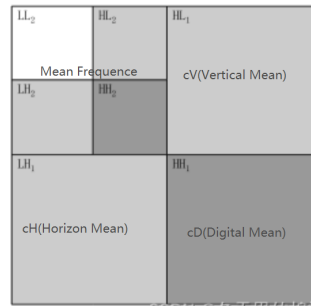 LL₂ HL₂ HL₁
Mean Frequence
cV(Vertical Mean)
LH₂ HH₂
LH₁ HH₁
cH(Horizon Mean)
cD(Digital Mean)